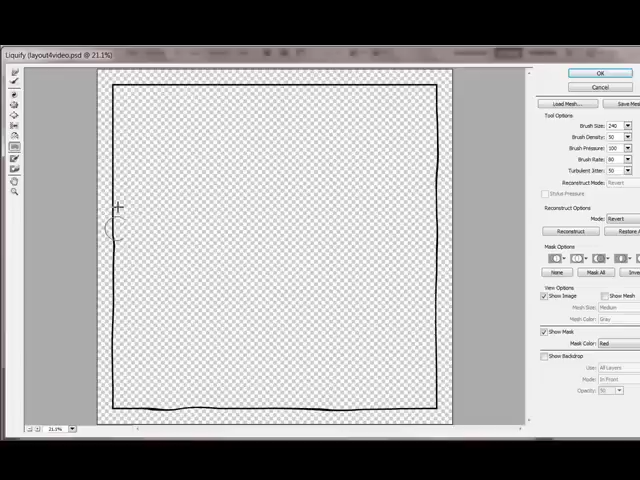 Liquify (layout4video.psd @ 21.1%)
OK
Cancel
Load Mesh...
Save Mes
Tool Options
Brush Size: 240
Brush Density: 50
Brush Pressure: 100
Brush Rate: 80
Turbulent Jitter: 50
Reconstruct Mode: Revert
Stylus Pressure
Reconstruct Options
Mode: Revert
Reconstruct
Restore A
Mask Options
None
Mask All
Inve
View Options
Show Image
Show Mesh
Mesh Size: Medium
Mesh Color: Gray
Show Mask
Mask Color: Red
Show Backdrop
Use: All Layers
Mode: In Front
Opacity: 50
21.1%